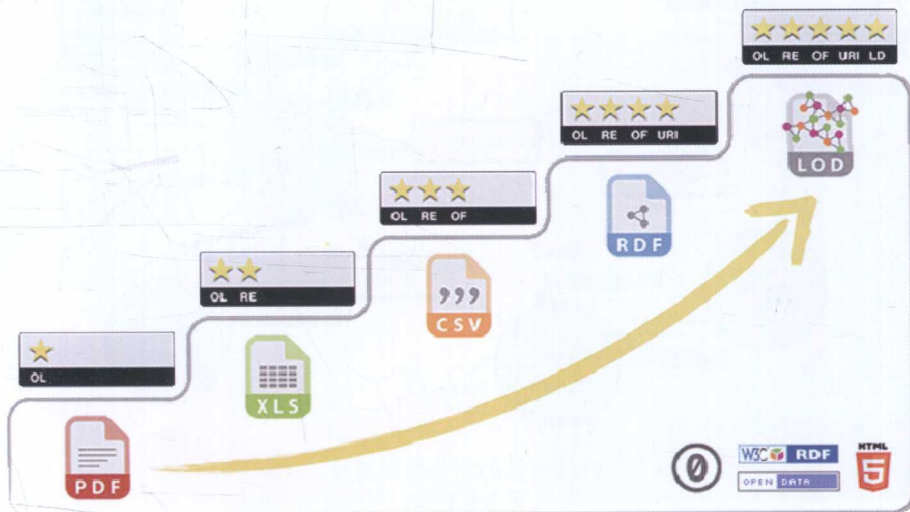 OL RE OF URI LD
LOD
OL RE OF URI
RDF
OL RE OF
CSV
OL RE
XLS
OL
PDF
0
W3C RDF
OPEN DATA
HTML
5